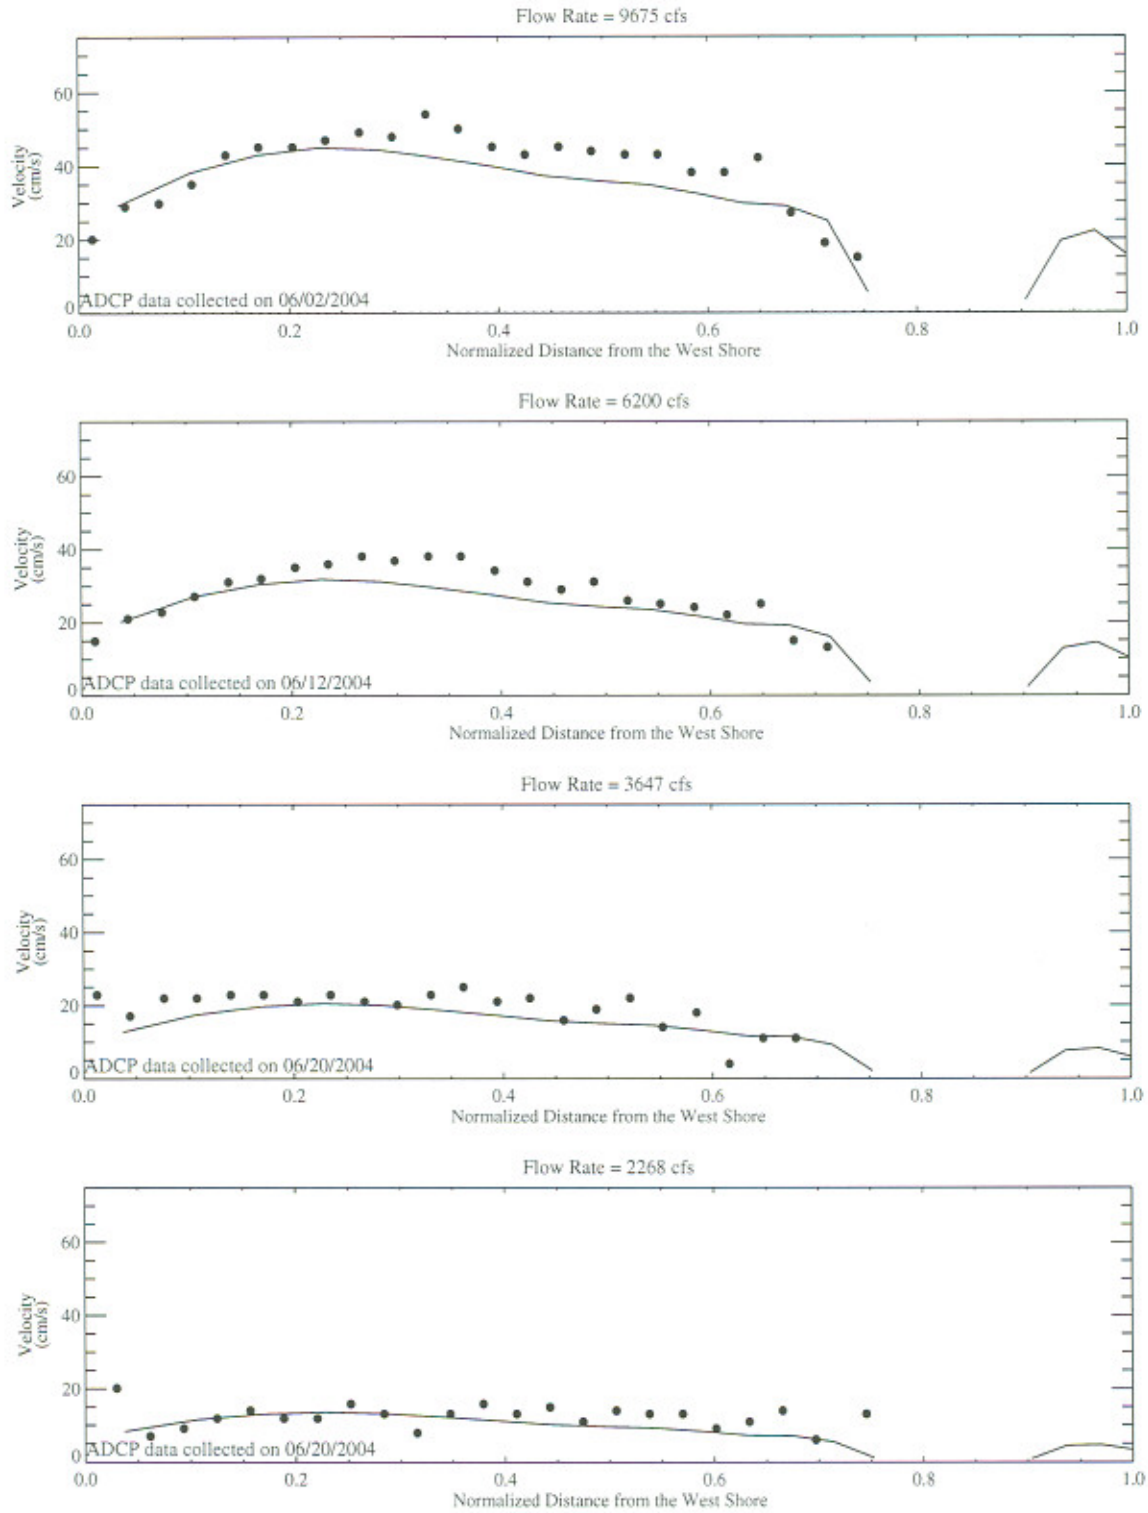 Flow Rate = 9675 cfs
60
40
20
0
Velocity
(cm/s)
ADCP data collected on 06/02/2004
0.0 0.2 0.4 0.6 0.8 1.0
Normalized Distance from the West Shore
Flow Rate = 6200 cfs
60
40
20
0
Velocity
(cm/s)
ADCP data collected on 06/12/2004
0.0 0.2 0.4 0.6 0.8 1.0
Normalized Distance from the West Shore
Flow Rate = 3647 cfs
60
40
20
0
Velocity
(cm/s)
ADCP data collected on 06/20/2004
0.0 0.2 0.4 0.6 0.8 1.0
Normalized Distance from the West Shore
Flow Rate = 2268 cfs
60
40
20
0
Velocity
(cm/s)
ADCP data collected on 06/20/2004
0.0 0.2 0.4 0.6 0.8 1.0
Normalized Distance from the West Shore